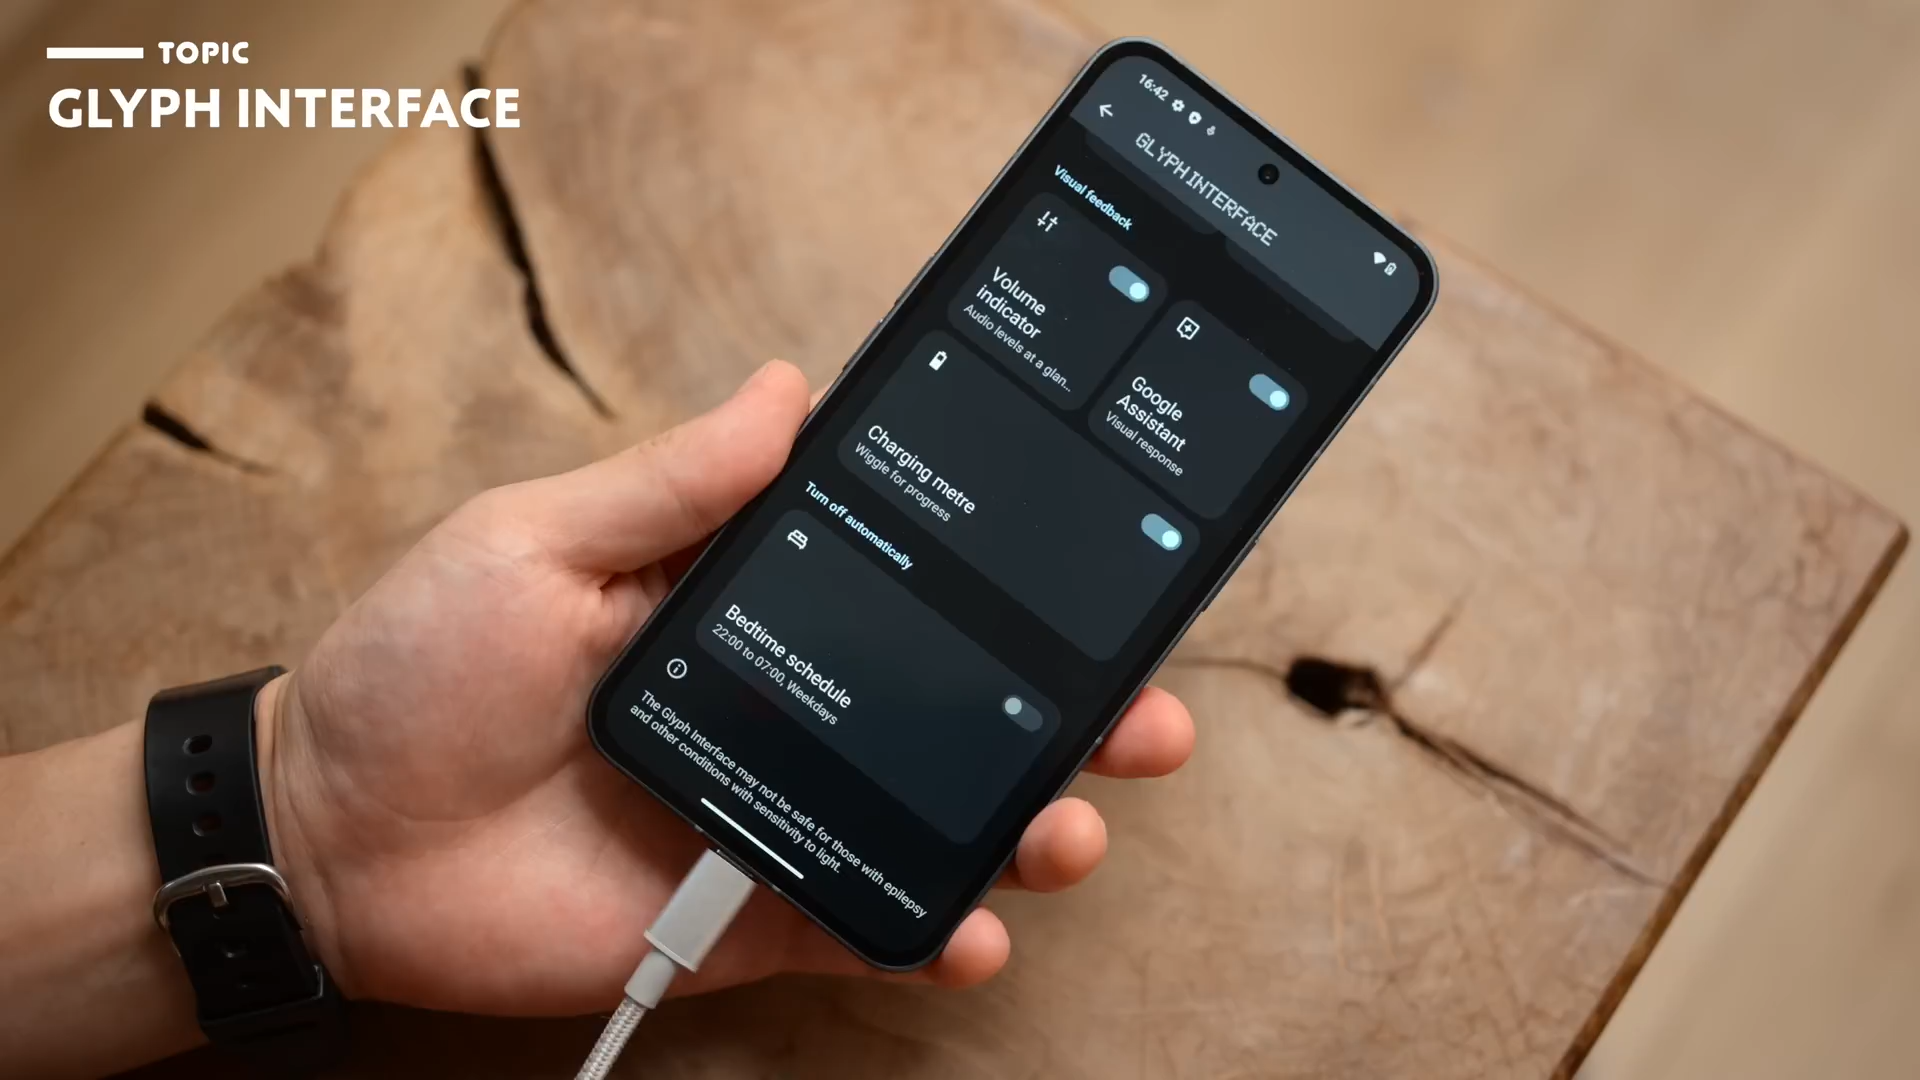 TOPIC
GLYPH INTERFACE
16:42
GLYPH INTERFACE
Visual feedback
Volume
indicator
Audio levels at a glan...
Google
Assistant
Visual response
Charging metre
Wiggle for progress
Turn off automatically
Bedtime schedule
22:00 to 07:00, Weekdays
The Glyph Interface may not be safe for those with epilepsy
and other conditions with sensitivity to light.